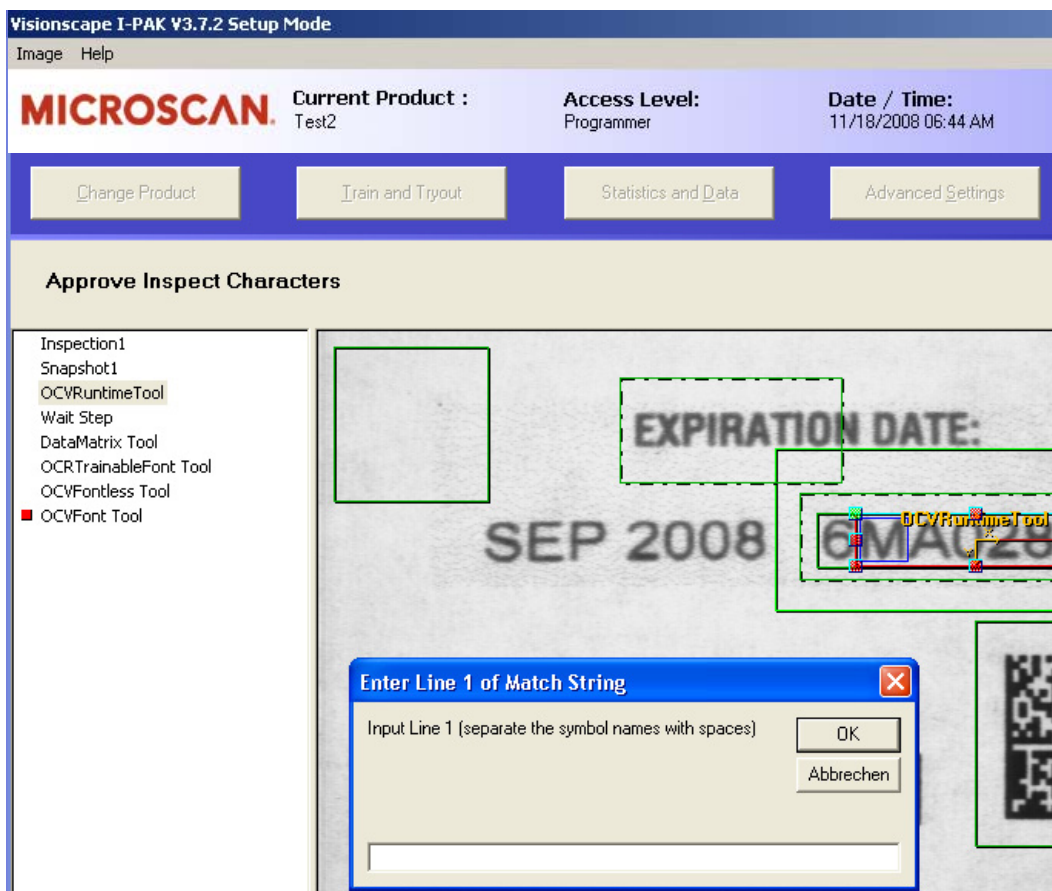 Visionscape I-PAK V3.7.2 Setup Mode
Image Help
MICROSCAN.
Current Product :
Test2
Access Level:
Programmer
Date / Time:
11/18/2008 06:44 AM
Change Product
Train and Tryout
Statistics and Data
Advanced Settings
Approve Inspect Characters
Inspection1
Snapshot1
OCVRuntimeTool
Wait Step
DataMatrix Tool
OCRTrainableFont Tool
OCVFontless Tool
OCVFont Tool
EXPIRATION DATE:
OCVRuntimeTool
SEP 2008 6MA028
Enter Line 1 of Match String
Input Line 1 (separate the symbol names with spaces)
OK
Abbrechen